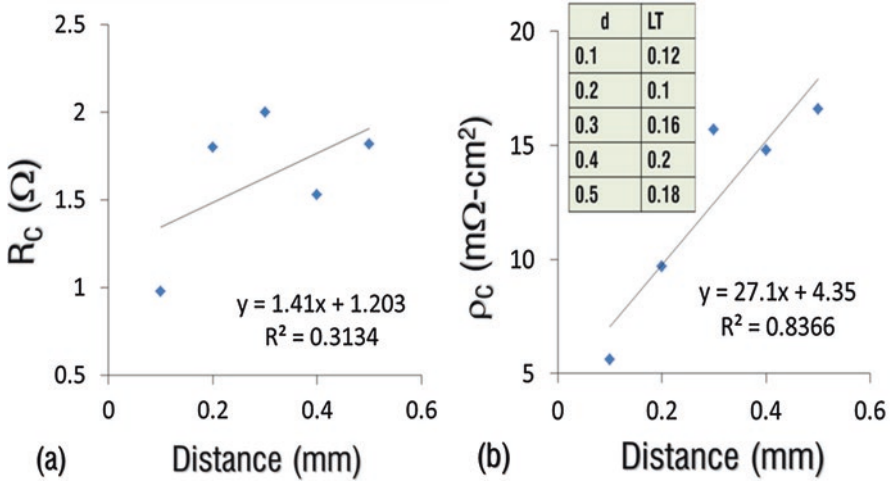 2.5
2
1.5
1
0.5
0 0.2 0.4 0.6
R_C (Ω)
y = 1.41x + 1.203
R² = 0.3134
(a) Distance (mm)
20
15
10
5
0 0.2 0.4 0.6
ρ_C (mΩ-cm²)
d LT
0.1 0.12
0.2 0.1
0.3 0.16
0.4 0.2
0.5 0.18
y = 27.1x + 4.35
R² = 0.8366
(b) Distance (mm)